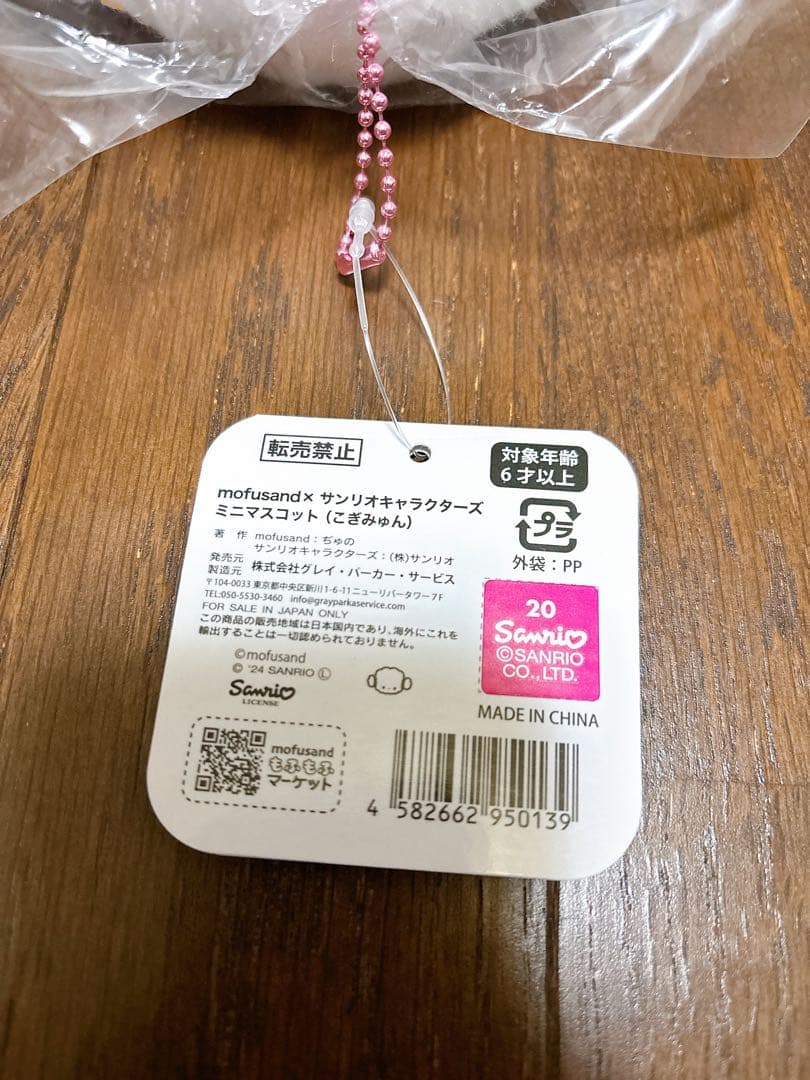 転売禁止
対象年齢
6才以上
mofusand× サンリオキャラクターズ
ミニマスコット（こぎみゅん）
プラ
外袋：PP
著 作 mofusand：ぢゅの
サンリオキャラクターズ：(株)サンリオ
発売元
製造元 株式会社グレイ・パーカー・サービス
〒104-0033 東京都中央区新川1-6-11ニューリバータワー7F
TEL:050-5530-3460 info@grayparkaservice.com
FOR SALE IN JAPAN ONLY
この商品の販売地域は日本国内であり、海外にこれを
輸出することは一切認められておりません。
20
Sanrio
©SANRIO
CO., LTD.
©mofusand
© '24 SANRIO Ⓛ
Sanrio
LICENSE
MADE IN CHINA
mofusand
もふもふ
マーケット
4 582662 950139